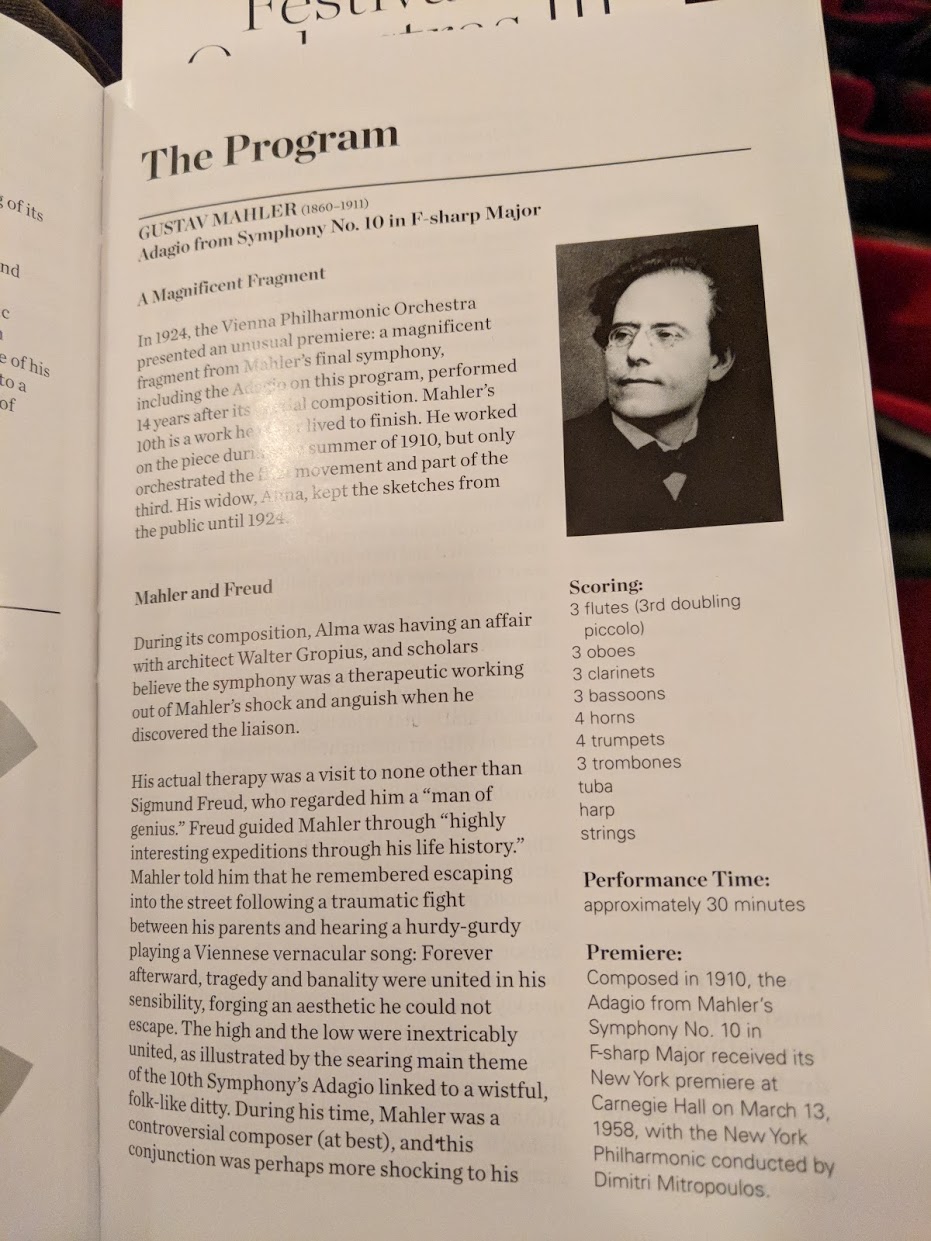 Festiva
g of its
nd
c
e of his
to a
of
The Program
GUSTAV MAHLER (1860–1911)
Adagio from Symphony No. 10 in F-sharp Major
A Magnificent Fragment
In 1924, the Vienna Philharmonic Orchestra
presented an unusual premiere: a magnificent
fragment from Mahler's final symphony,
including the Adagio on this program, performed
14 years after its composition. Mahler's
10th is a work he lived to finish. He worked
on the piece summer of 1910, but only
orchestrated the movement and part of the
third. His widow, Alma, kept the sketches from
the public until 1924.
Mahler and Freud
During its composition, Alma was having an affair
with architect Walter Gropius, and scholars
believe the symphony was a therapeutic working
out of Mahler's shock and anguish when he
discovered the liaison.
His actual therapy was a visit to none other than
Sigmund Freud, who regarded him a “man of
genius.” Freud guided Mahler through “highly
interesting expeditions through his life history.”
Mahler told him that he remembered escaping
into the street following a traumatic fight
between his parents and hearing a hurdy-gurdy
playing a Viennese vernacular song: Forever
afterward, tragedy and banality were united in his
sensibility, forging an aesthetic he could not
escape. The high and the low were inextricably
united, as illustrated by the searing main theme
of the 10th Symphony's Adagio linked to a wistful,
folk-like ditty. During his time, Mahler was a
controversial composer (at best), and this
conjunction was perhaps more shocking to his
Scoring:
3 flutes (3rd doubling
piccolo)
3 oboes
3 clarinets
3 bassoons
4 horns
4 trumpets
3 trombones
tuba
harp
strings
Performance Time:
approximately 30 minutes
Premiere:
Composed in 1910, the
Adagio from Mahler's
Symphony No. 10 in
F-sharp Major received its
New York premiere at
Carnegie Hall on March 13,
1958, with the New York
Philharmonic conducted by
Dimitri Mitropoulos.